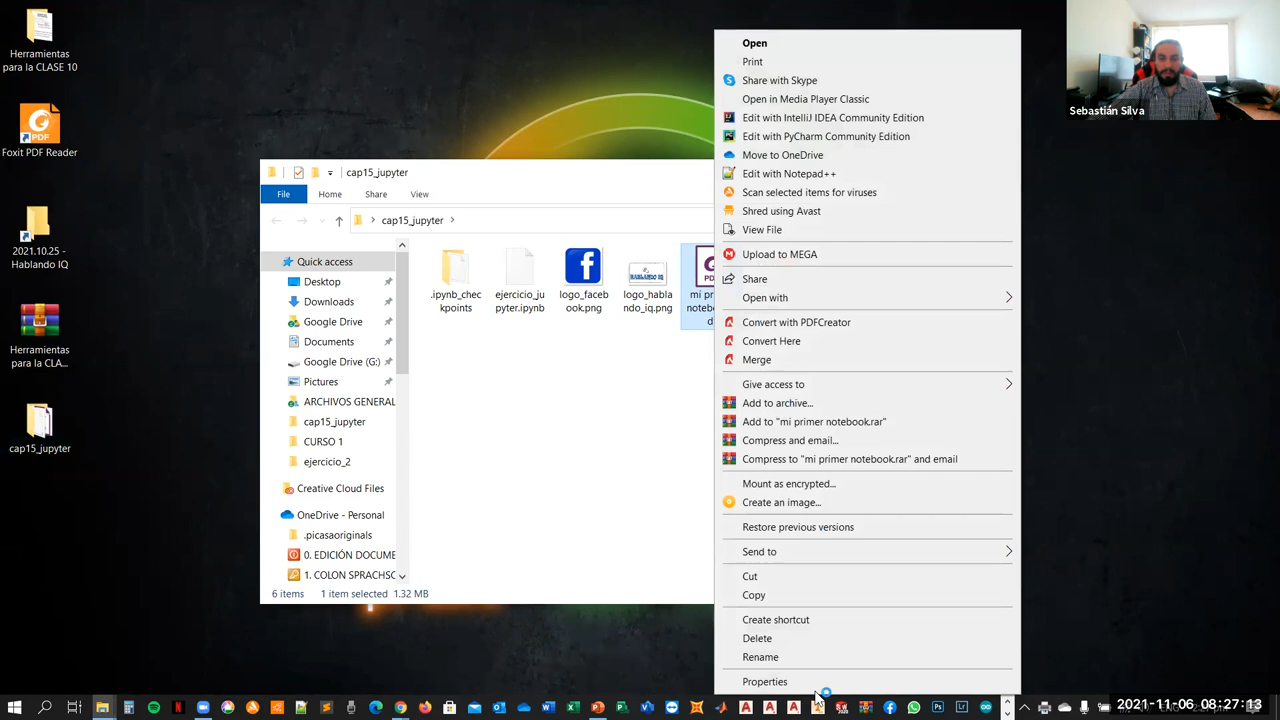 Herramientas
para la CLASE 10
Foxit PDF Reader
2021.10.25 -
Hablando IQ
Herramientas
para la CLA...
cap15_jupyter
cap15_jupyter
File
Home
Share
View
cap15_jupyter
Quick access
Desktop
Downloads
Google Drive
Documents
Google Drive (G:)
Pictures
ARCHIVOS GENERAL
cap15_jupyter
CURSO 1
ejercicio_2
Creative Cloud Files
OneDrive - Personal
.picasaoriginals
0. EDICIÓN DOCUME
1. COLON SPRACHSC
.ipynb_chec
kpoints
ejercicio_ju
pyter.ipynb
logo_faceb
ook.png
HABLANDO IQ
logo_habla
ndo_iq.png
mi pr
noteb
6 items
1 item selected
1.32 MB
Open
Print
Share with Skype
Open in Media Player Classic
Edit with IntelliJ IDEA Community Edition
Edit with PyCharm Community Edition
Move to OneDrive
Edit with Notepad++
Scan selected items for viruses
Shred using Avast
View File
Upload to MEGA
Share
Open with
Convert with PDFCreator
Convert Here
Merge
Give access to
Add to archive...
Add to "mi primer notebook.rar"
Compress and email...
Compress to "mi primer notebook.rar" and email
Mount as encrypted...
Create an image...
Restore previous versions
Send to
Cut
Copy
Create shortcut
Delete
Rename
Properties
Sebastián Silva
2021-11-06 08:27:13